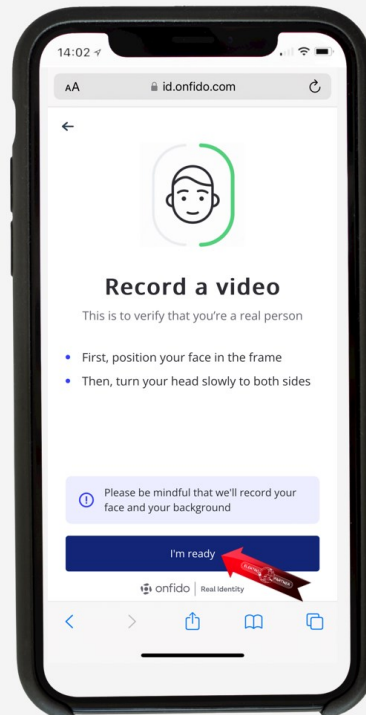 14:02
AA id.onfido.com
Record a video
This is to verify that you're a real person
First, position your face in the frame
Then, turn your head slowly to both sides
Please be mindful that we'll record your
face and your background
I'm ready
onfido | Real Identity